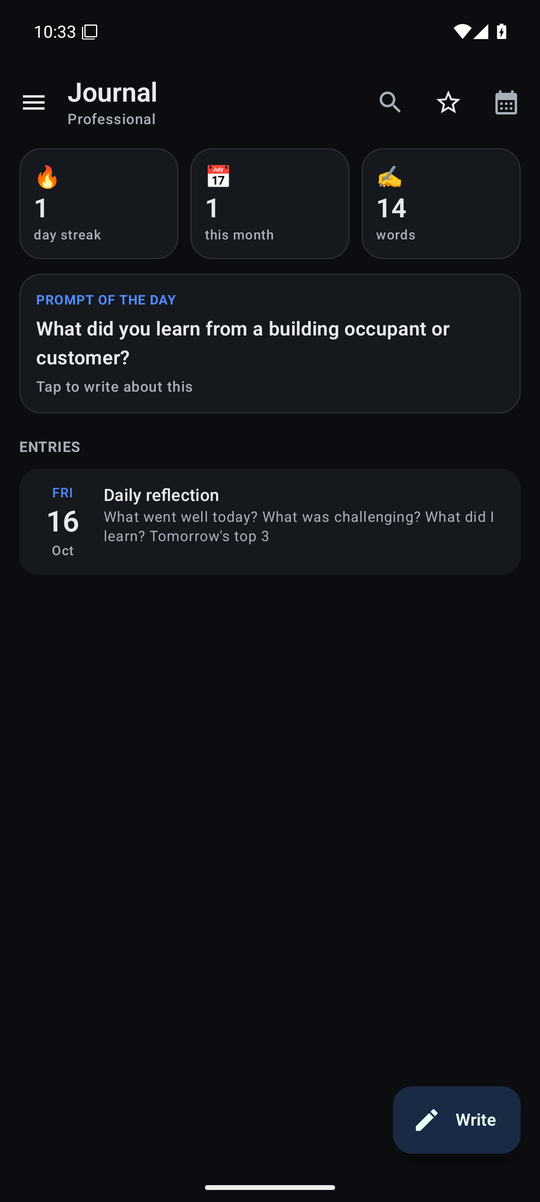 10:33
Journal
Professional
🔥
1
day streak
📅
1
this month
✍️
14
words
PROMPT OF THE DAY
What did you learn from a building occupant or
customer?
Tap to write about this
ENTRIES
FRI
16
Oct
Daily reflection
What went well today? What was challenging? What did I
learn? Tomorrow's top 3
Write